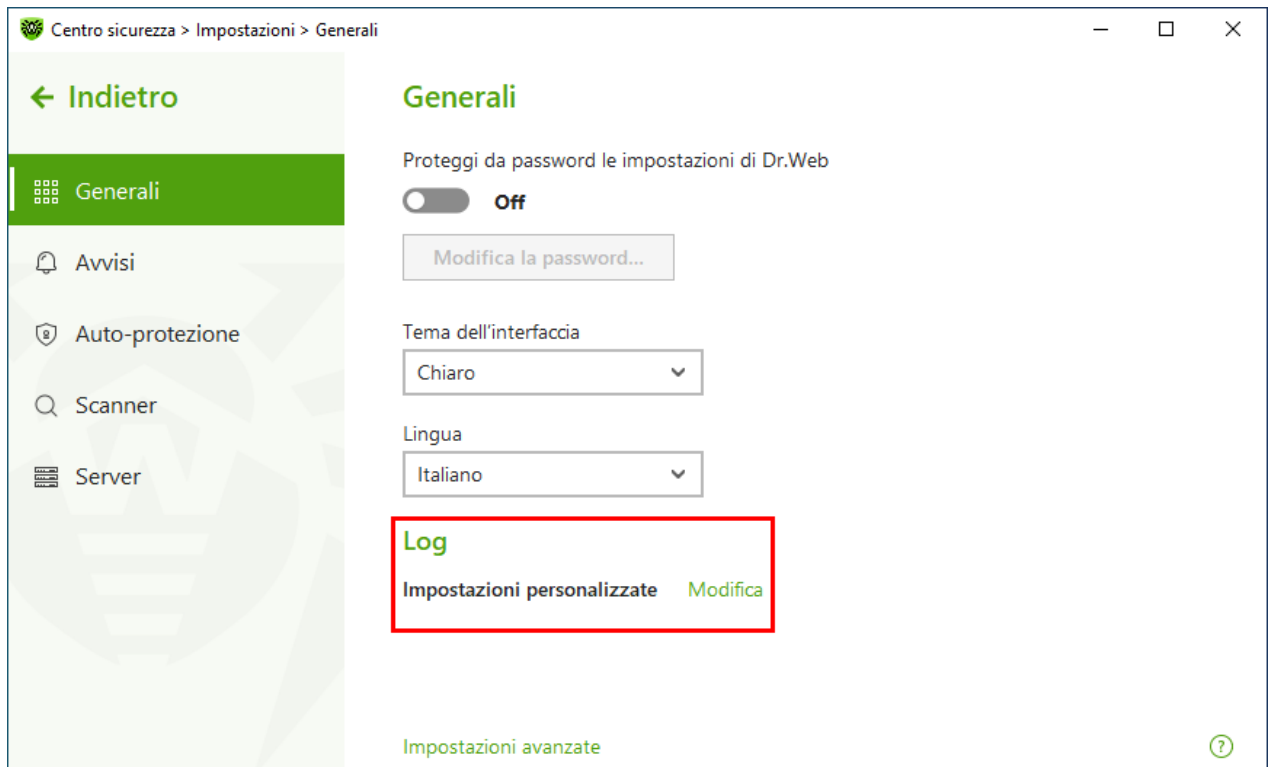 Centro sicurezza > Impostazioni > Generali
Indietro
Generali
Avvisi
Auto-protezione
Scanner
Server
Generali
Proteggi da password le impostazioni di Dr.Web
Off
Modifica la password...
Tema dell'interfaccia
Chiaro
Lingua
Italiano
Log
Impostazioni personalizzate Modifica
Impostazioni avanzate
?